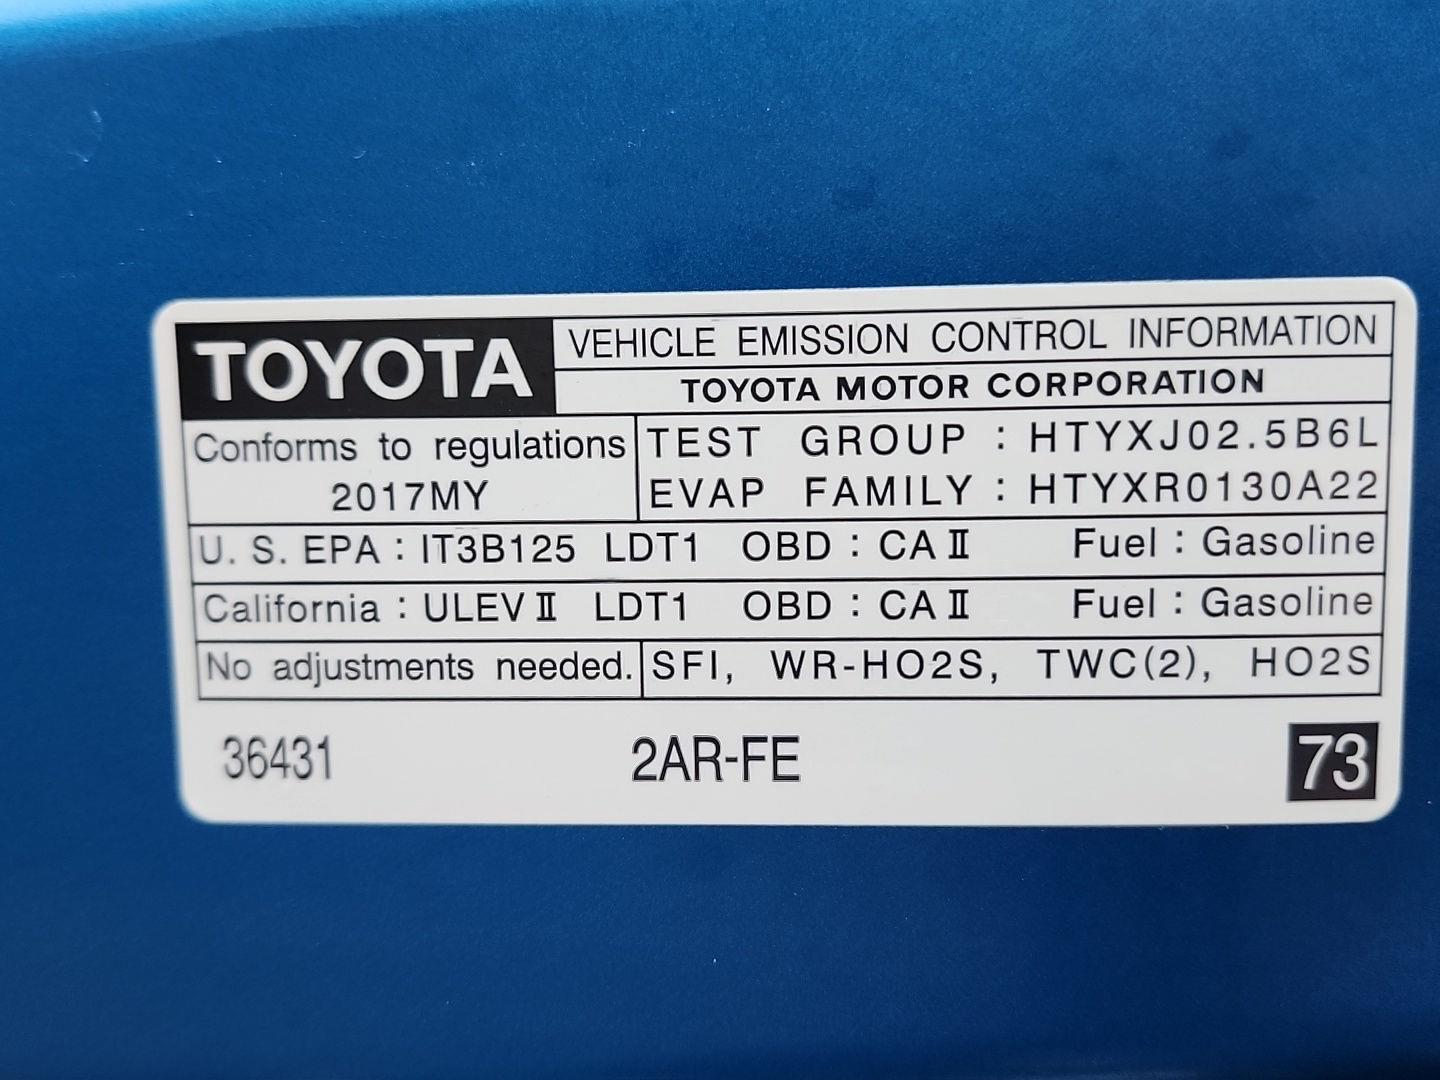 TOYOTA
VEHICLE EMISSION CONTROL INFORMATION
TOYOTA MOTOR CORPORATION
Conforms to regulations
2017MY
TEST GROUP : HTYXJ02.5B6L
EVAP FAMILY : HTYXR0130A22
U. S. EPA : IT3B125 LDT1 OBD : CA II Fuel : Gasoline
California : ULEV II LDT1 OBD : CA II Fuel : Gasoline
No adjustments needed. SFI, WR-HO2S, TWC(2), HO2S
36431 2AR-FE 73